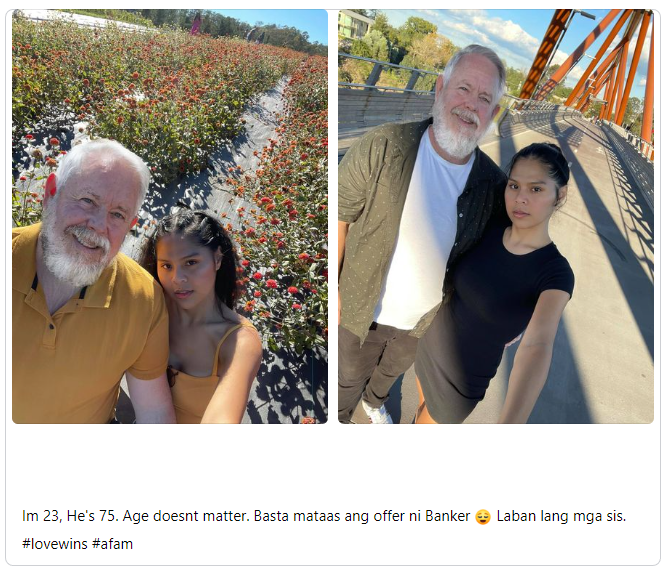 Im 23, He's 75. Age doesnt matter. Basta mataas ang offer ni Banker 😌 Laban lang mga sis.
#lovewins #afam